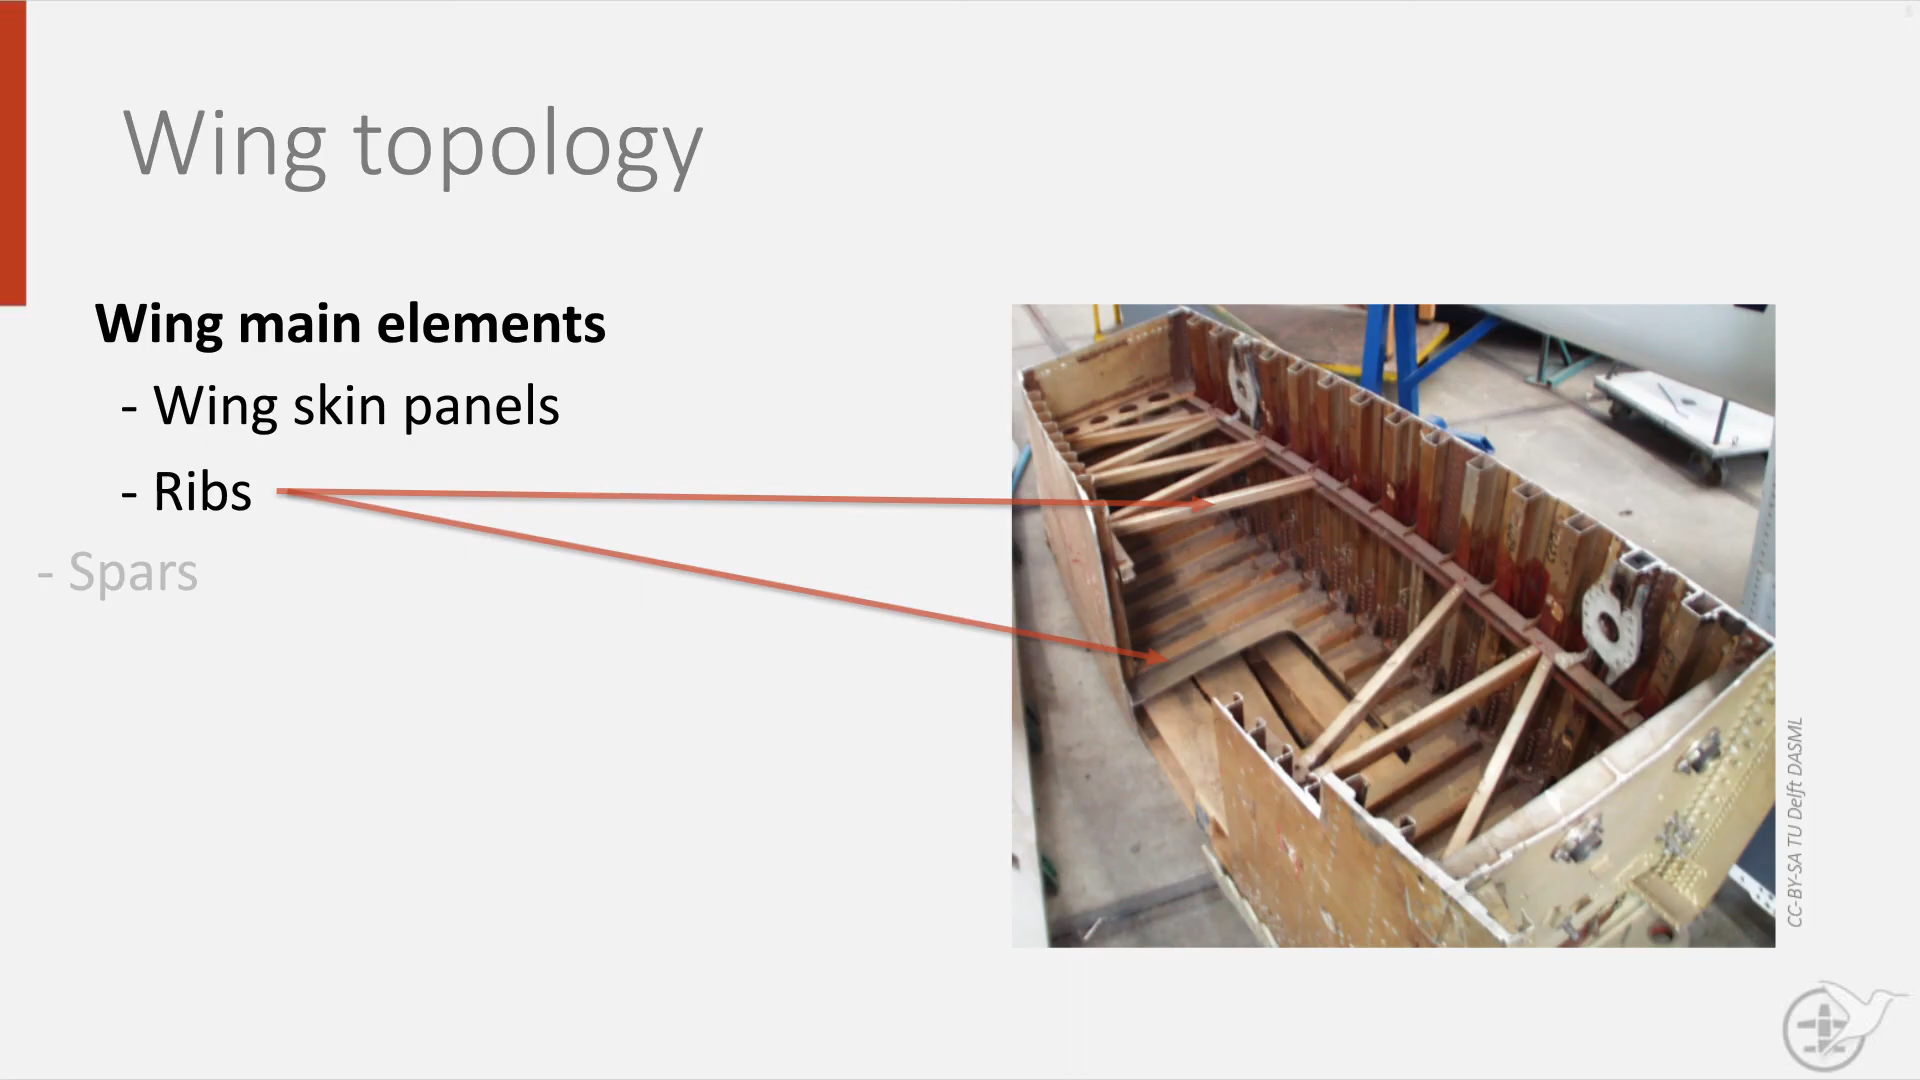 Wing topology
Wing main elements
- Wing skin panels
- Ribs
- Spars
CC-BY-SA TU Delft DASML